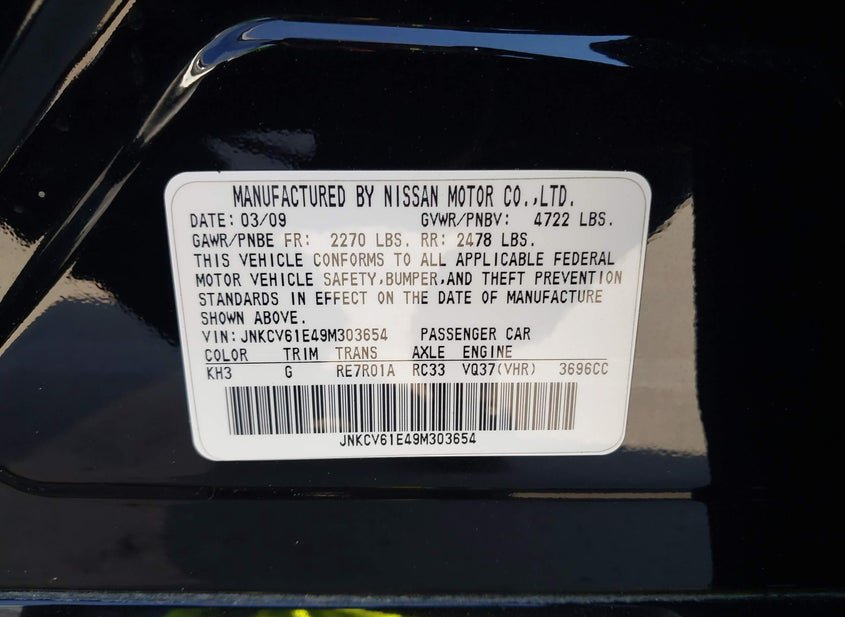 MANUFACTURED BY NISSAN MOTOR CO.,LTD.
DATE: 03/09 GVWR/PNBV: 4722 LBS.
GAWR/PNBE FR: 2270 LBS. RR: 2478 LBS.
THIS VEHICLE CONFORMS TO ALL APPLICABLE FEDERAL
MOTOR VEHICLE SAFETY,BUMPER,AND THEFT PREVENTION
STANDARDS IN EFFECT ON THE DATE OF MANUFACTURE
SHOWN ABOVE.
VIN: JNKCV61E49M303654 PASSENGER CAR
COLOR TRIM TRANS AXLE ENGINE
KH3 G RE7R01A RC33 VQ37(VHR) 3696CC
JNKCV61E49M303654